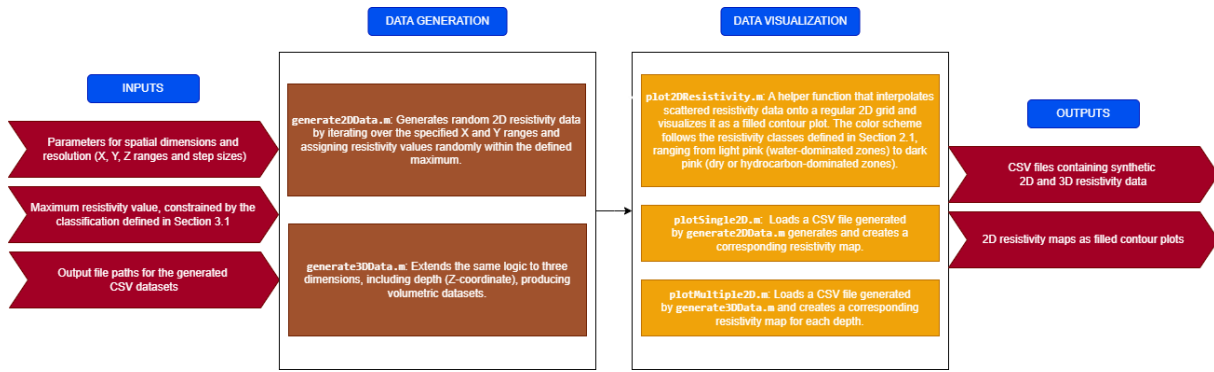 DATA GENERATION
DATA VISUALIZATION
INPUTS
Parameters for spatial dimensions and
resolution (X, Y, Z ranges and step sizes)
Maximum resistivity value, constrained by the
classification defined in Section 3.1
Output file paths for the generated
CSV datasets
generate2DData.m: Generates random 2D resistivity data
by iterating over the specified X and Y ranges and
assigning resistivity values randomly within the defined
maximum.
generate3DData.m: Extends the same logic to three
dimensions, including depth (Z-coordinate), producing
volumetric datasets.
plot2DResistivity.m: A helper function that interpolates
scattered resistivity data onto a regular 2D grid and
visualizes it as a filled contour plot. The color scheme
follows the resistivity classes defined in Section 2.1,
ranging from light pink (water-dominated zones) to dark
pink (dry or hydrocarbon-dominated zones).
plotSingle2D.m: Loads a CSV file generated
by generate2DData.m generates and creates a
corresponding resistivity map.
plotMultiple2D.m: Loads a CSV file generated
by generate3DData.m and creates a corresponding
resistivity map for each depth.
OUTPUTS
CSV files containing synthetic
2D and 3D resistivity data
2D resistivity maps as filled contour plots